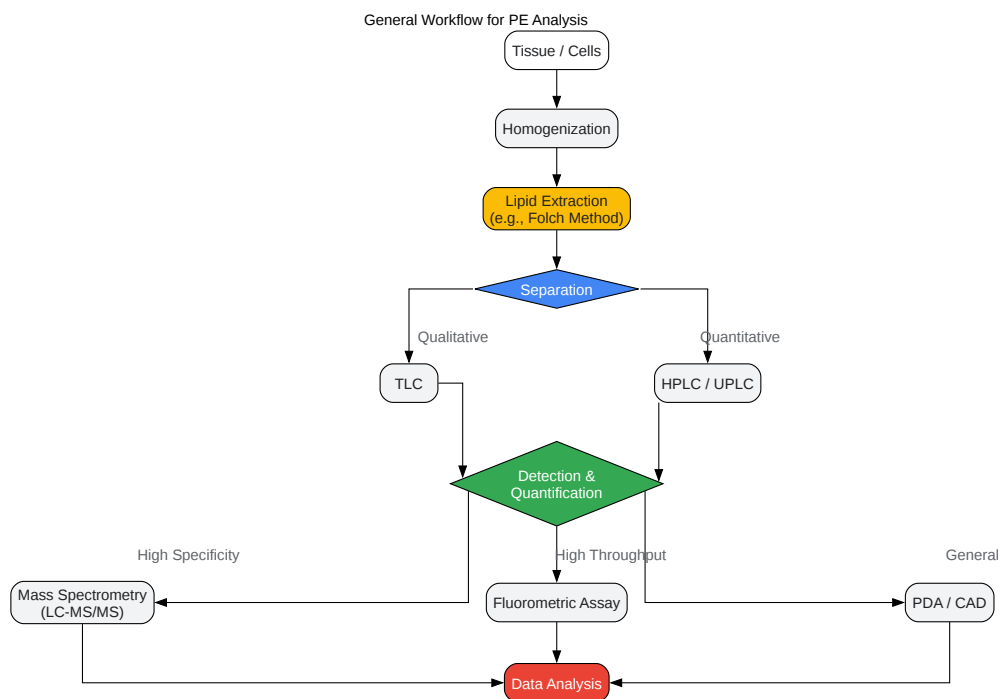 General Workflow for PE Analysis
Tissue / Cells
Homogenization
Lipid Extraction
(e.g., Folch Method)
Separation
Qualitative
Quantitative
TLC
HPLC / UPLC
Detection &
Quantification
High Specificity
High Throughput
General
Mass Spectrometry
(LC-MS/MS)
Fluorometric Assay
PDA / CAD
Data Analysis